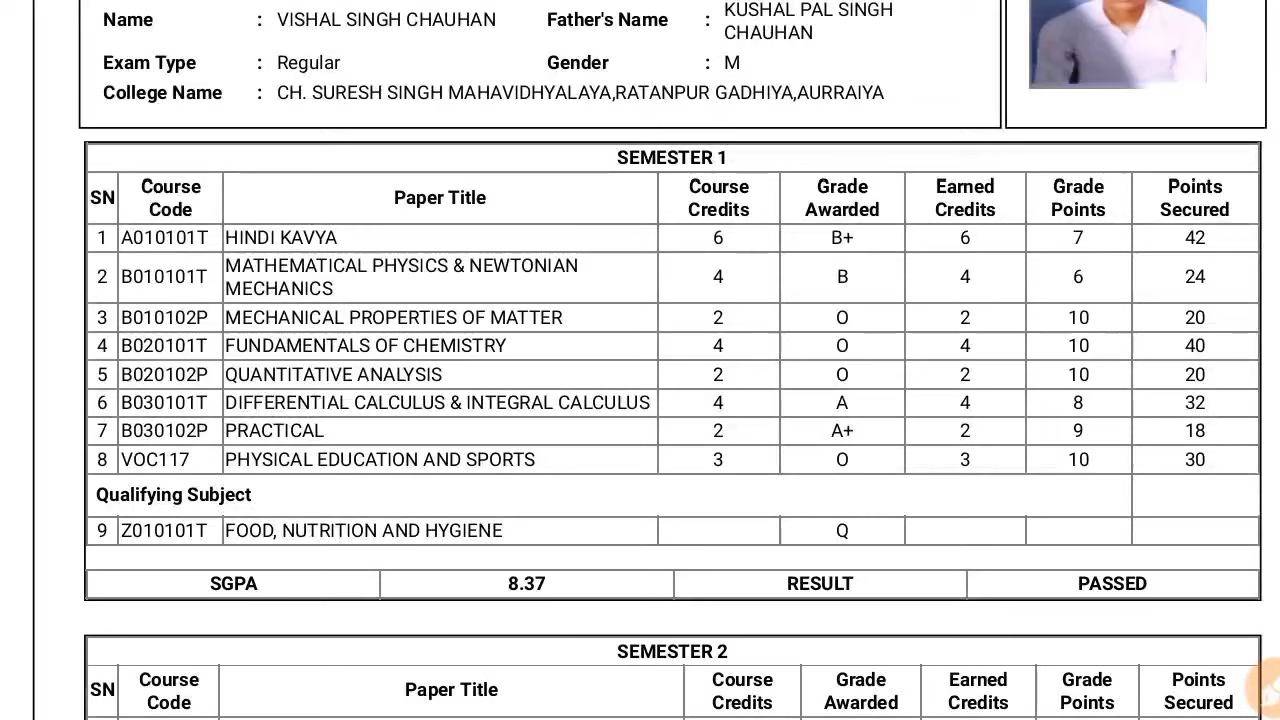 Name : VISHAL SINGH CHAUHAN Father's Name : KUSHAL PAL SINGH
CHAUHAN
Exam Type : Regular Gender : M
College Name : CH. SURESH SINGH MAHAVIDHYALAYA,RATANPUR GADHIYA,AURRAIYA
SEMESTER 1
SN Course Code Paper Title Course Credits Grade Awarded Earned Credits Grade Points Points Secured
1 A010101T HINDI KAVYA 6 B+ 6 7 42
2 B010101T MATHEMATICAL PHYSICS & NEWTONIAN MECHANICS 4 B 4 6 24
3 B010102P MECHANICAL PROPERTIES OF MATTER 2 O 2 10 20
4 B020101T FUNDAMENTALS OF CHEMISTRY 4 O 4 10 40
5 B020102P QUANTITATIVE ANALYSIS 2 O 2 10 20
6 B030101T DIFFERENTIAL CALCULUS & INTEGRAL CALCULUS 4 A 4 8 32
7 B030102P PRACTICAL 2 A+ 2 9 18
8 VOC117 PHYSICAL EDUCATION AND SPORTS 3 O 3 10 30
Qualifying Subject
9 Z010101T FOOD, NUTRITION AND HYGIENE Q
SGPA 8.37 RESULT PASSED
SEMESTER 2
SN Course Code Paper Title Course Credits Grade Awarded Earned Credits Grade Points Points Secured